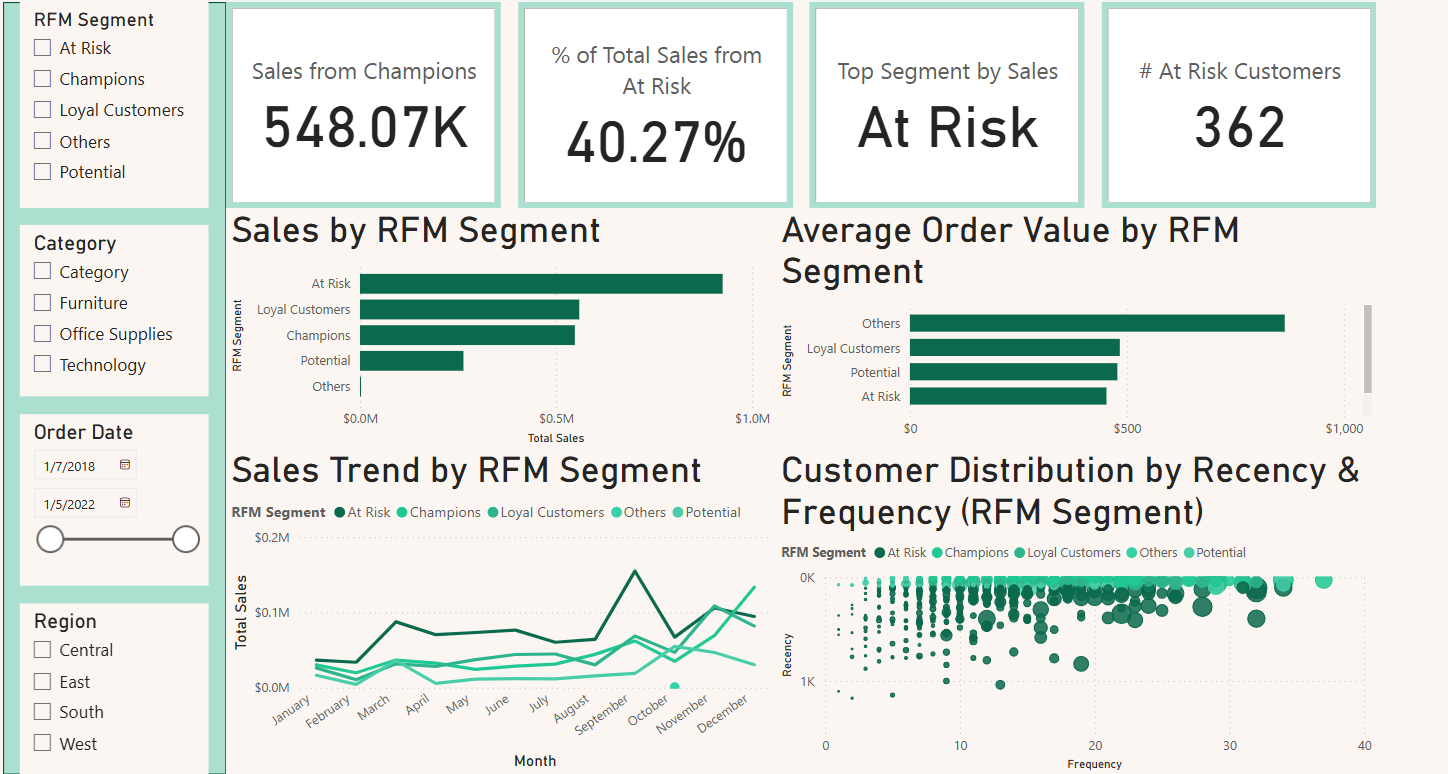 RFM Segment
At Risk
Champions
Loyal Customers
Others
Potential
Category
Category
Furniture
Office Supplies
Technology
Order Date
1/7/2018
1/5/2022
Region
Central
East
South
West
Sales from Champions
548.07K
% of Total Sales from
At Risk
40.27%
Top Segment by Sales
At Risk
# At Risk Customers
362
Sales by RFM Segment
RFM Segment
At Risk
Loyal Customers
Champions
Potential
Others
$0.0M $0.5M $1.0M
Total Sales
Average Order Value by RFM
Segment
RFM Segment
Others
Loyal Customers
Potential
At Risk
$0 $500 $1,000
Sales Trend by RFM Segment
RFM Segment At Risk Champions Loyal Customers Others Potential
Total Sales
$0.2M
$0.1M
$0.0M
January February March April May June July August September October November December
Month
Customer Distribution by Recency &
Frequency (RFM Segment)
RFM Segment At Risk Champions Loyal Customers Others Potential
Recency
0K
1K
0 10 20 30 40
Frequency